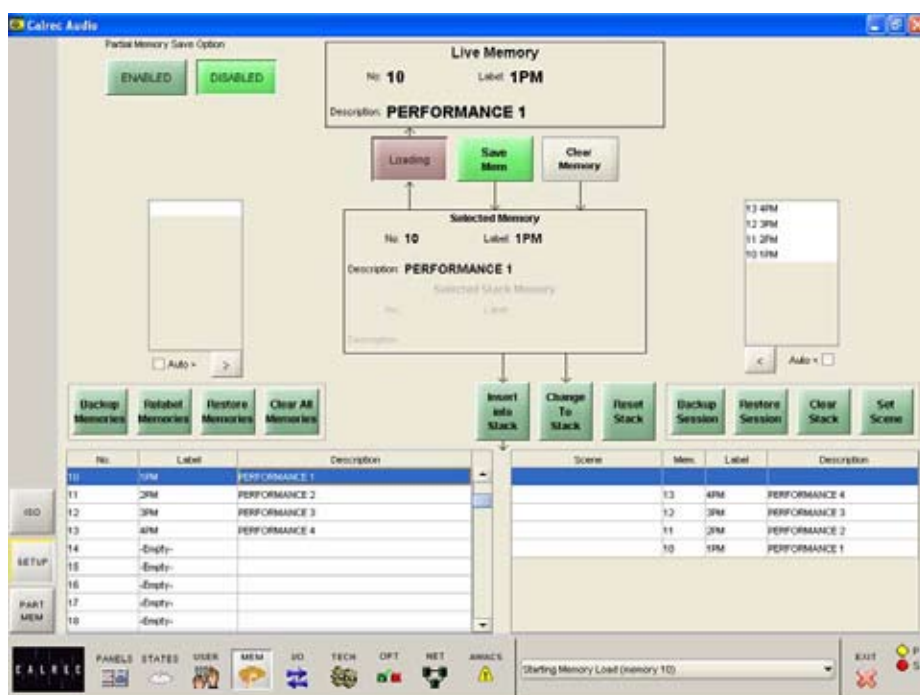 Calrec Audio
Partial Memory Save Option
ENABLED
DISABLED
Live Memory
No: 10
Label: 1PM
Description: PERFORMANCE 1
Loading
Save Mem
Clear Memory
Selected Memory
No: 10
Label: 1PM
Description: PERFORMANCE 1
Selected Stack Memory
No:
Label:
Description:
13 4PM
12 3PM
11 2PM
10 1PM
Auto >
>
<
Auto <
Backup Memories
Relabel Memories
Restore Memories
Clear All Memories
Insert into Stack
Change To Stack
Reset Stack
Backup Session
Restore Session
Clear Stack
Set Scene
No: Label Description
10 1PM PERFORMANCE 1
11 2PM PERFORMANCE 2
12 3PM PERFORMANCE 3
13 4PM PERFORMANCE 4
14 -Empty-
15 -Empty-
16 -Empty-
17 -Empty-
18 -Empty-
Scene Mem. Label Description
13 4PM PERFORMANCE 4
12 3PM PERFORMANCE 3
11 2PM PERFORMANCE 2
10 1PM PERFORMANCE 1
ISO
SETUP
PART MEM
CALREC
PANELS
STATES
USER
MEM
I/O
TECH
OPT
NET
AWACS
Starting Memory Load (memory 10)
EXIT
P